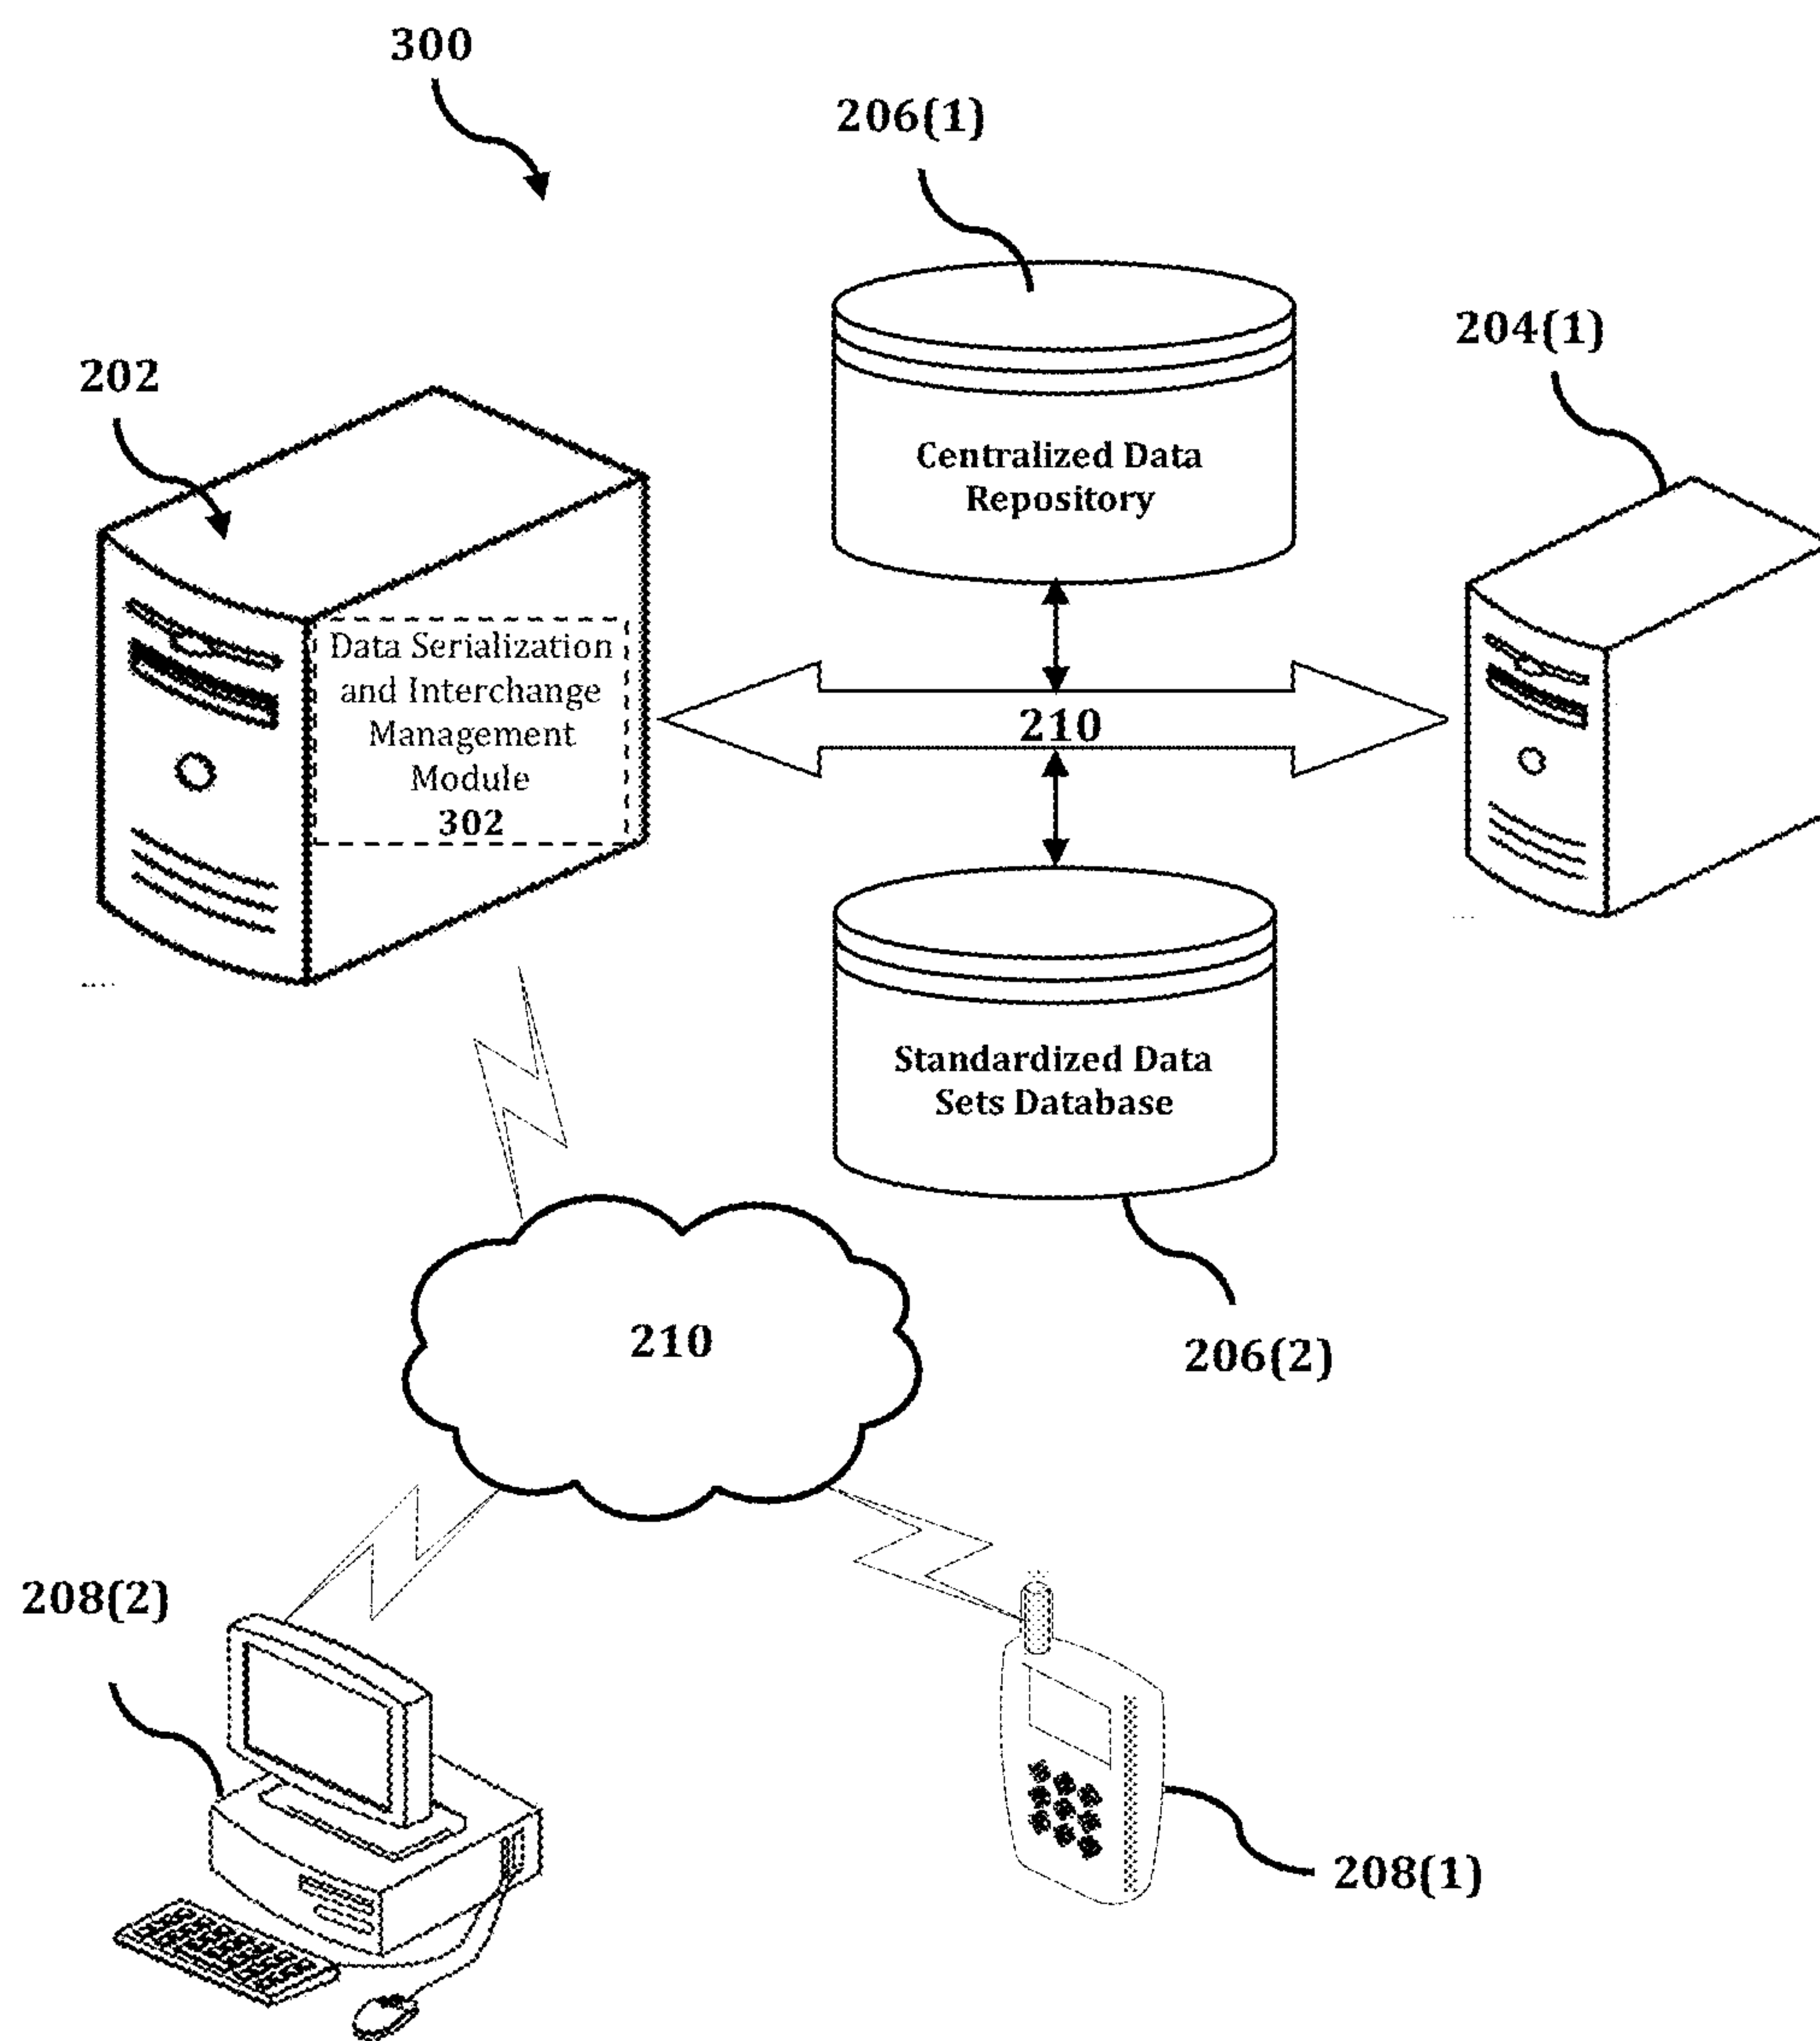 300
206(1)
204(1)
202
Centralized Data
Repository
Data Serialization
and Interchange
Management
Module
302
210
Standardized Data
Sets Database
210
206(2)
208(2)
208(1)